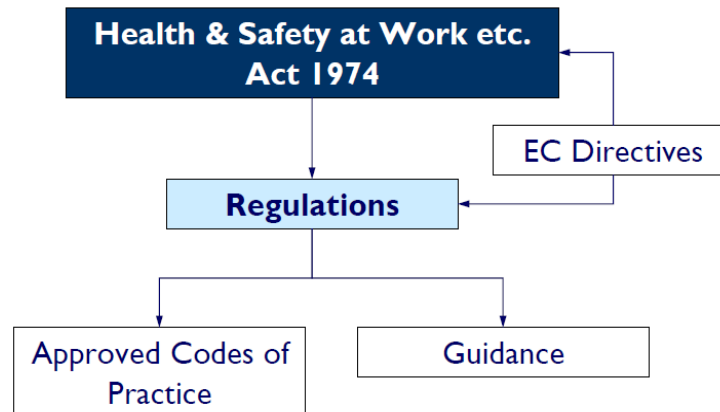 Health & Safety at Work etc.
Act 1974
EC Directives
Regulations
Approved Codes of
Practice
Guidance